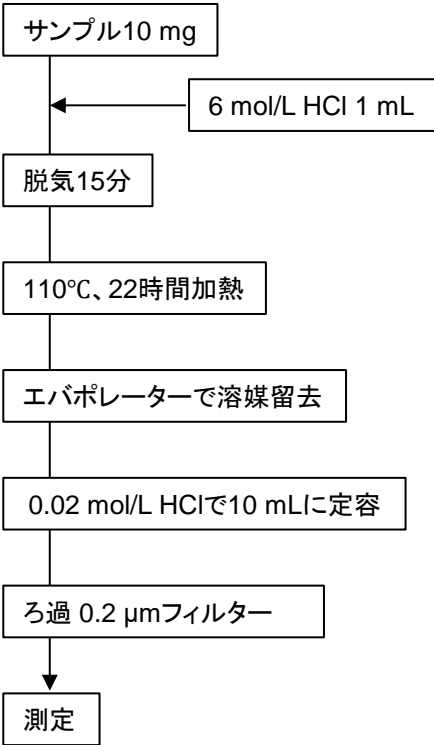 サンプル10 mg
6 mol/L HCl 1 mL
脱気15分
110℃、22時間加熱
エバポレーターで溶媒留去
0.02 mol/L HClで10 mLに定容
ろ過 0.2 µmフィルター
測定